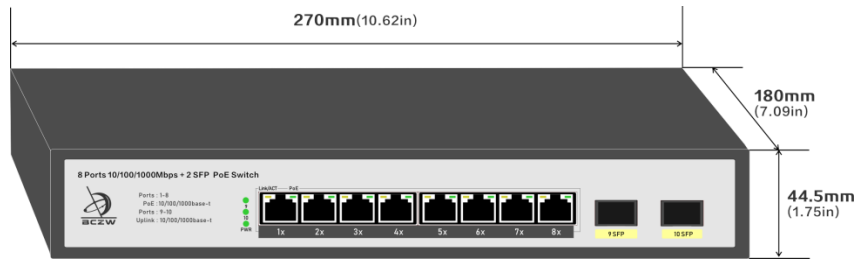 270mm(10.62in)
180mm
(7.09in)
44.5mm
(1.75in)
8 Ports 10/100/1000Mbps + 2 SFP PoE Switch
Link/ACT PoE
Ports : 1-8
PoE : 10/100/1000base-t
Ports : 9-10
Uplink : 10/100/1000base-t
BCZW
9
10
PWR
1x 2x 3x 4x 5x 6x 7x 8x
9 SFP 10 SFP